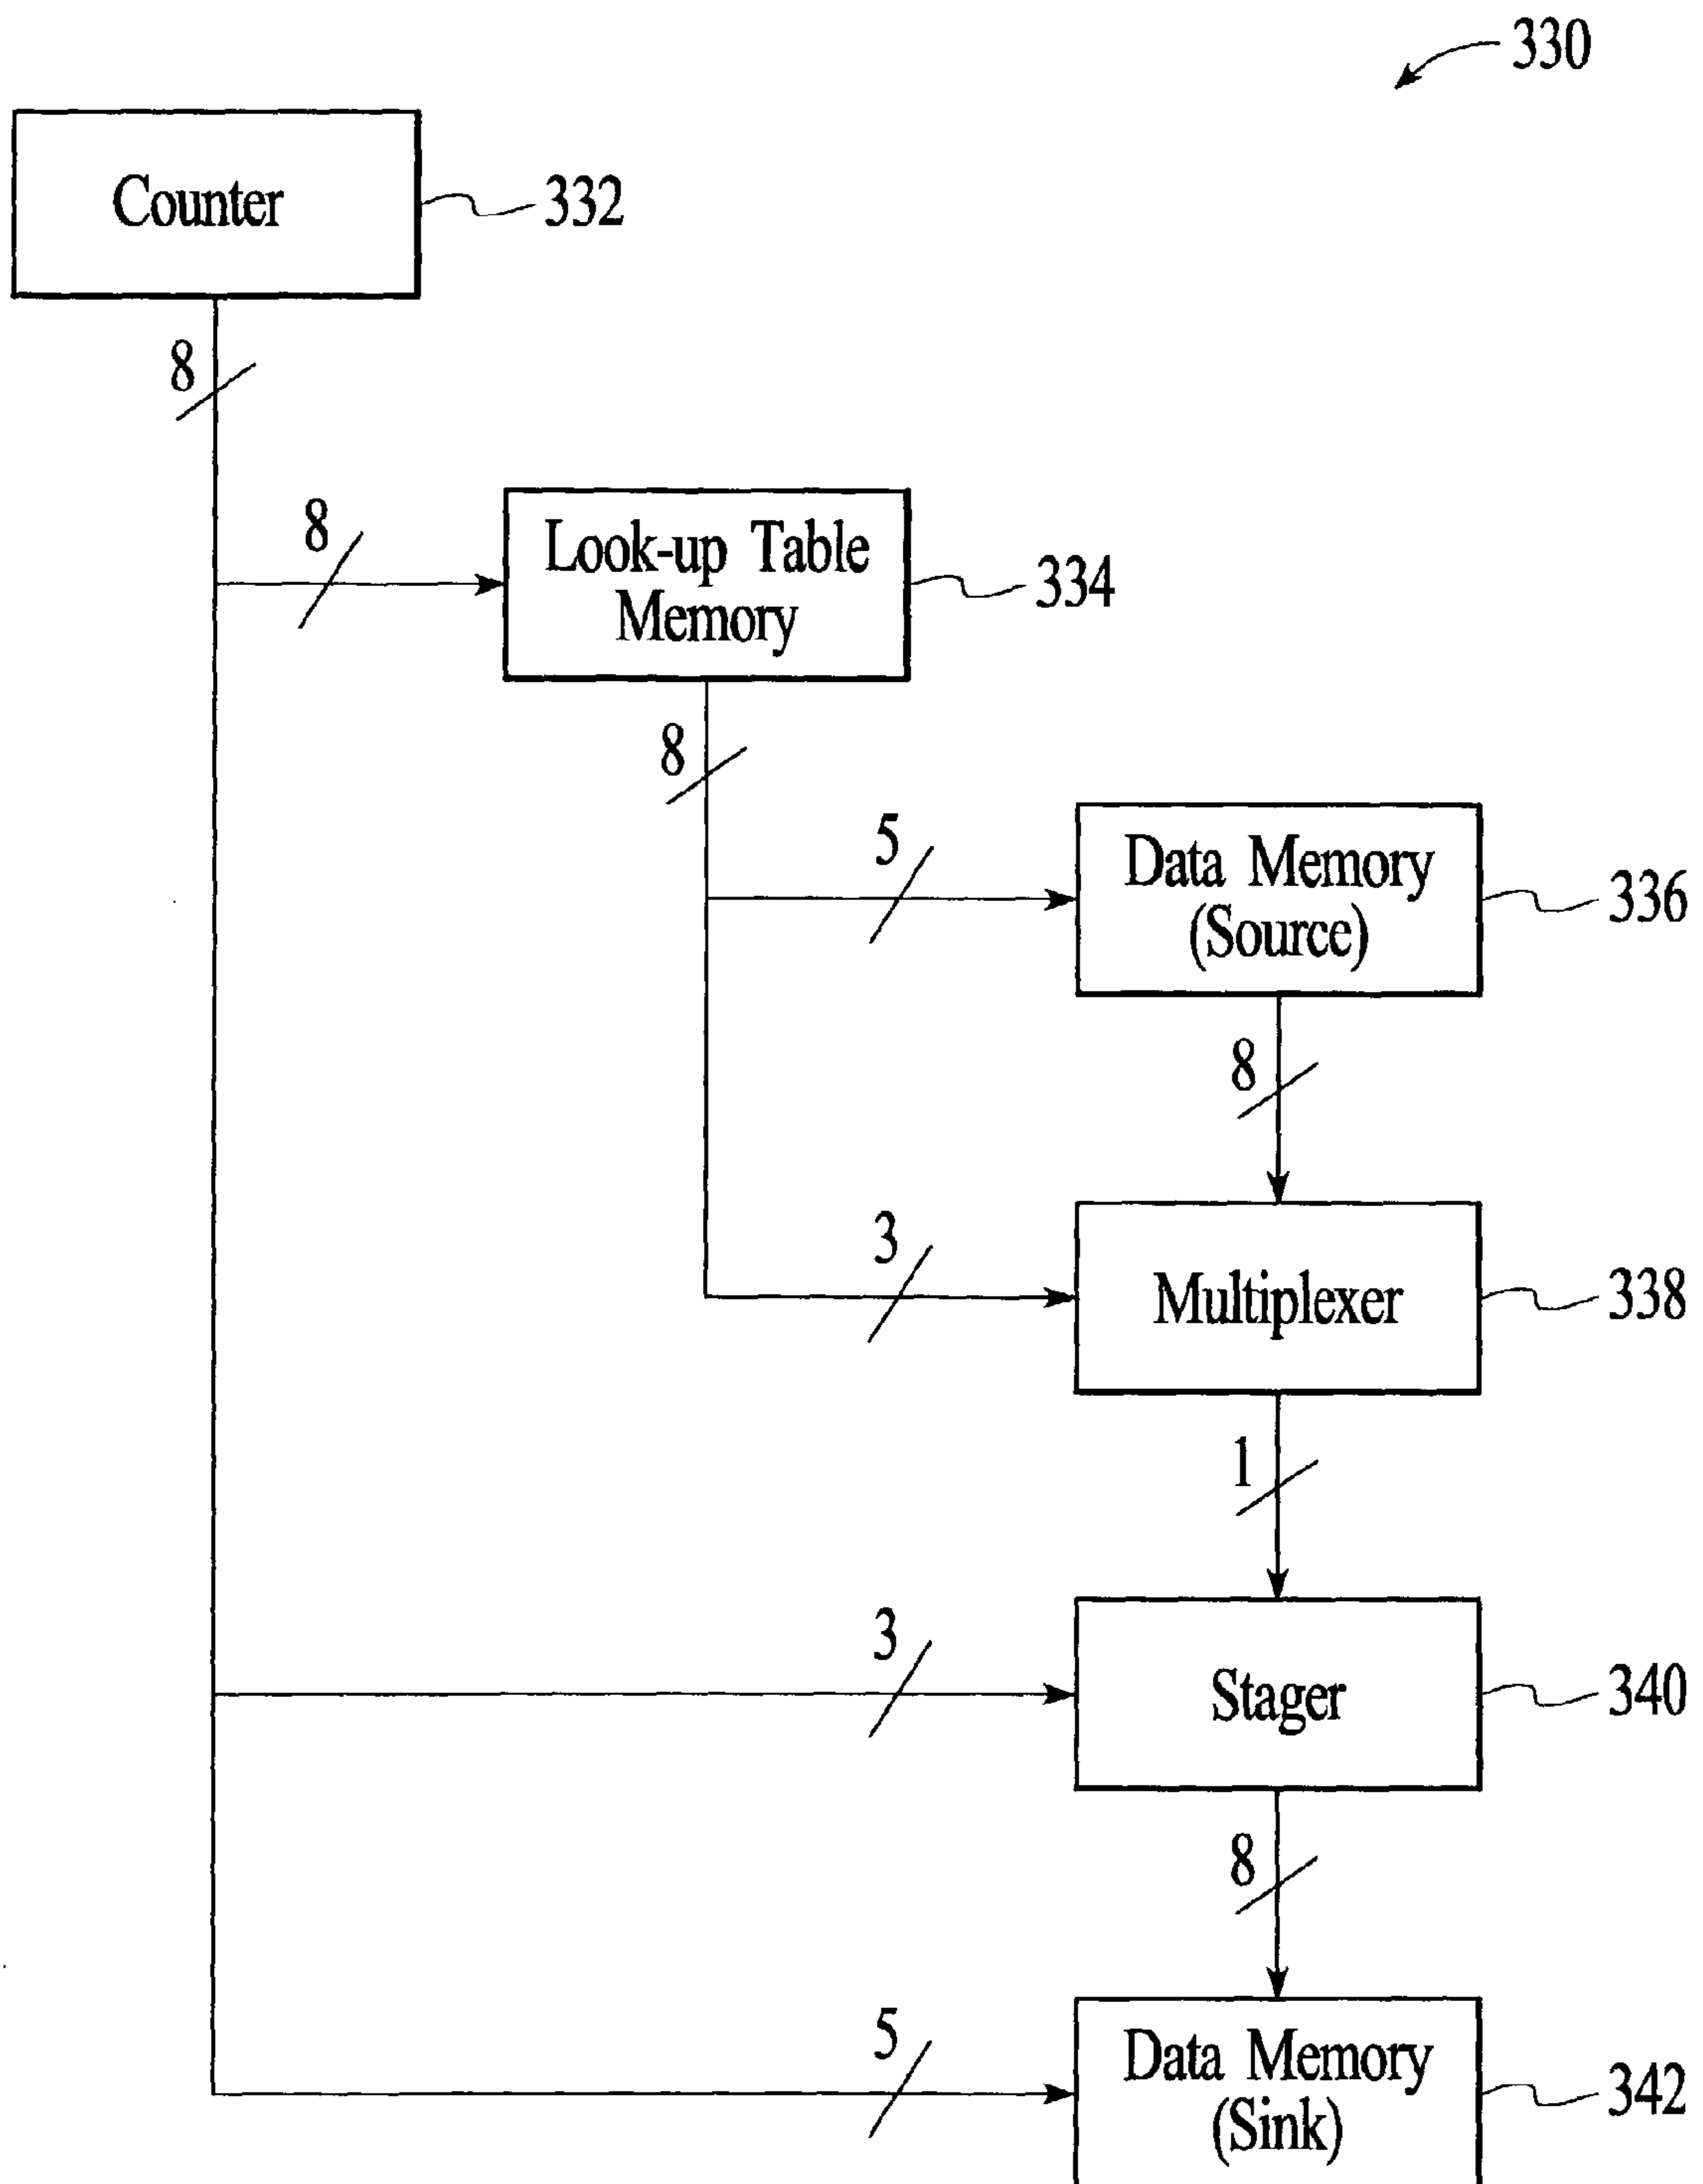 330
Counter
332
8
8
Look-up Table
Memory
334
8
5
Data Memory
(Source)
336
8
3
Multiplexer
338
1
3
Stager
340
8
5
Data Memory
(Sink)
342